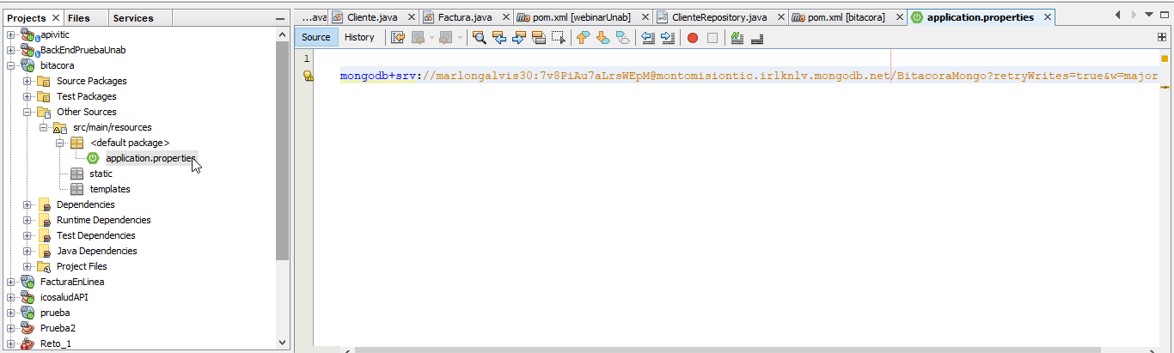 Projects Files Services
...ava Cliente.java Factura.java pom.xml [webinarUnab] ClienteRepository.java pom.xml [bitacora] application.properties
Source History
apivitic
BackEndPruebaUnab
bitacora
Source Packages
Test Packages
Other Sources
src/main/resources
<default package>
application.properties
static
templates
Dependencies
Runtime Dependencies
Test Dependencies
Java Dependencies
Project Files
FacturaEnLinea
icosaludAPI
prueba
Prueba2
Reto_1
1
mongodb+srv://marlongalvis30:7v8PiAu7aLrsWEpM@montomisiontic.irlknlv.mongodb.net/BitacoraMongo?retryWrites=true&w=major